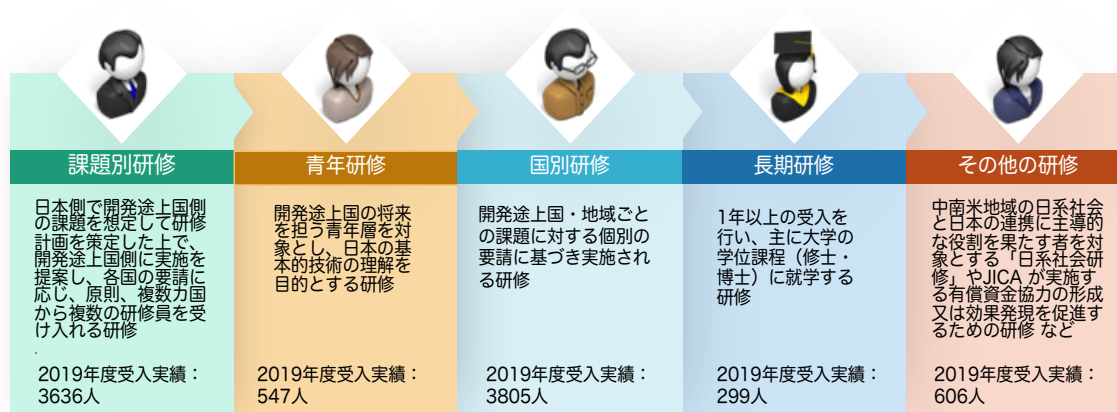 課題別研修
日本側で開発途上国側
の課題を想定して研修
計画を策定した上で、
開発途上国側に実施を
提案し、各国の要請に
応じ、原則、複数カ国
から複数の研修員を受
け入れる研修
.
2019年度受入実績：
3636人
青年研修
開発途上国の将来
を担う青年層を対
象とし、日本の基
本的技術の理解を
目的とする研修
2019年度受入実績：
547人
国別研修
開発途上国・地域ごと
の課題に対する個別の
要請に基づき実施され
る研修
2019年度受入実績：
3805人
長期研修
1年以上の受入を
行い、主に大学の
学位課程（修士・
博士）に就学する
研修
2019年度受入実績：
299人
その他の研修
中南米地域の日系社会
と日本の連携に主導的
な役割を果たす者を対
象とする「日系社会研
修」やJICA が実施す
る有償資金協力の形成
又は効果発現を促進す
るための研修 など
2019年度受入実績：
606人